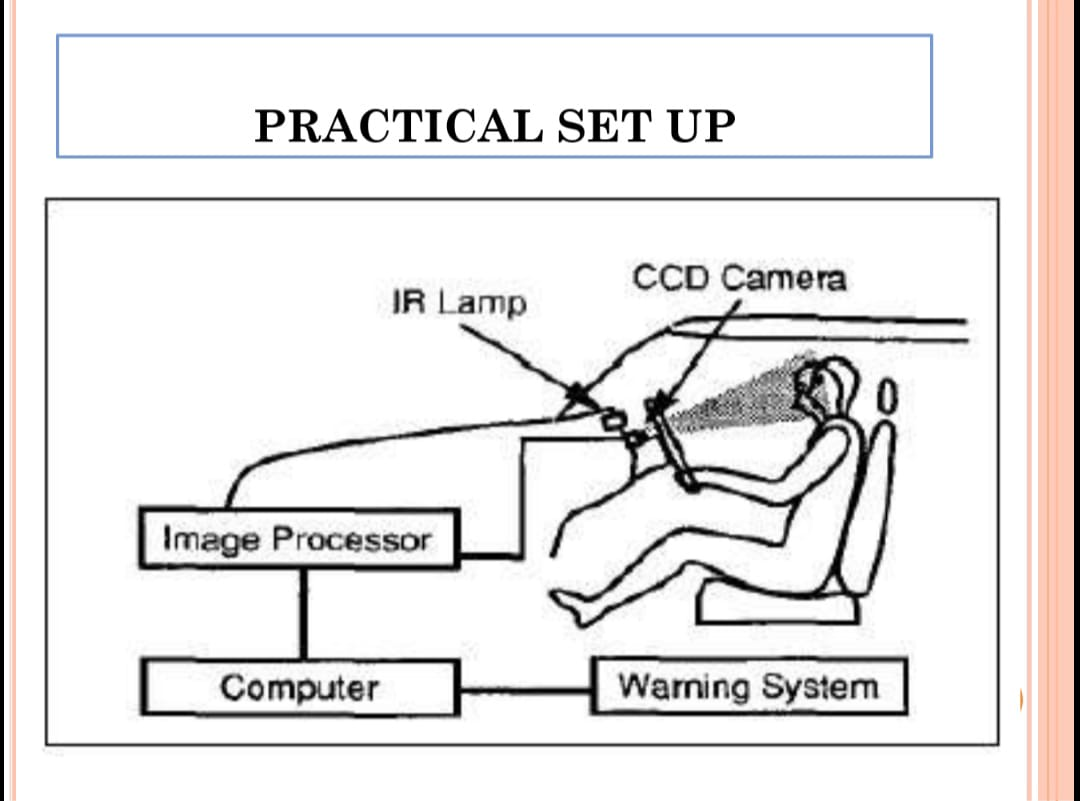 PRACTICAL SET UP
CCD Camera
IR Lamp
Image Processor
Computer
Warning System